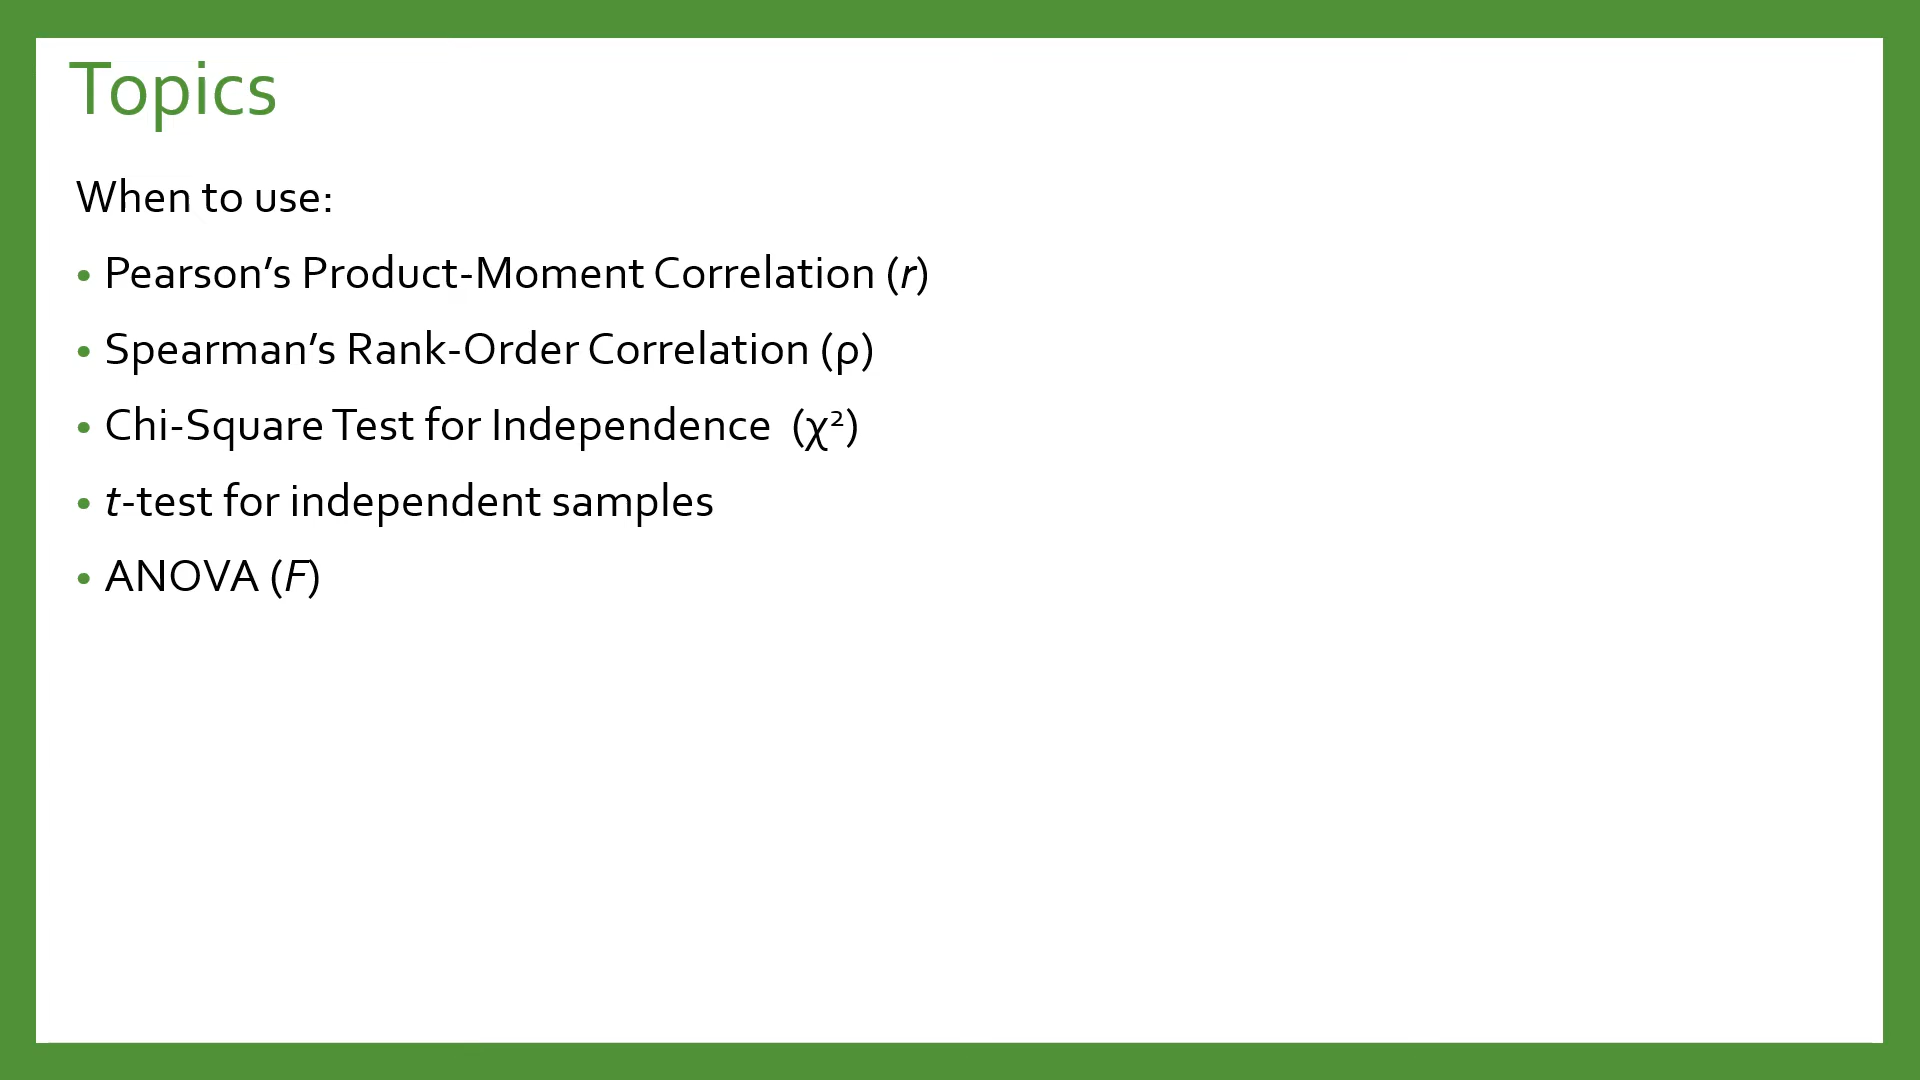 Topics
When to use:
• Pearson’s Product-Moment Correlation (r)
• Spearman’s Rank-Order Correlation (ρ)
• Chi-Square Test for Independence  (χ²)
• t-test for independent samples
• ANOVA (F)